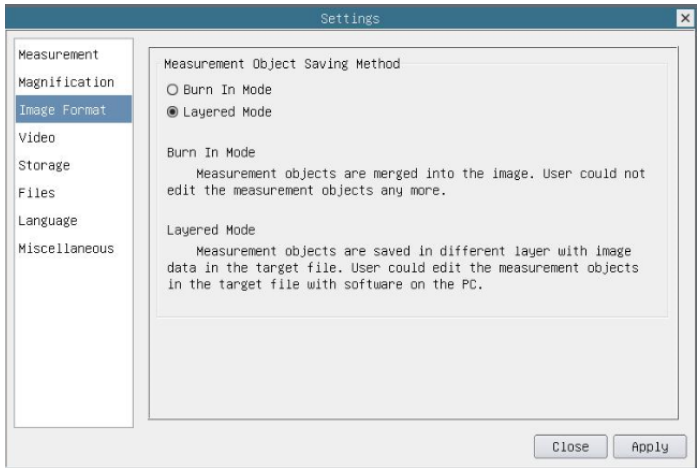 Settings
Measurement
Magnification
Image Format
Video
Storage
Files
Language
Miscellaneous
Measurement Object Saving Method
Burn In Mode
Layered Mode
Burn In Mode
Measurement objects are merged into the image. User could not
edit the measurement objects any more.
Layered Mode
Measurement objects are saved in different layer with image
data in the target file. User could edit the measurement objects
in the target file with software on the PC.
Close
Apply